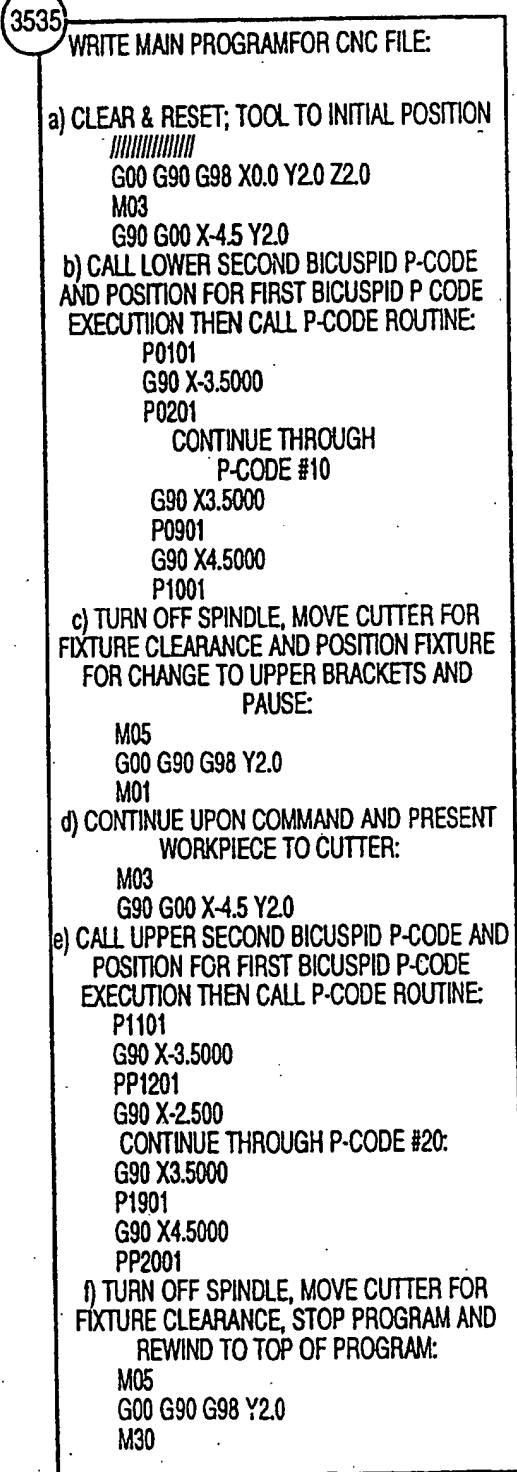 3535
WRITE MAIN PROGRAMFOR CNC FILE:
a) CLEAR & RESET; TOOL TO INITIAL POSITION
////////////////
G00 G90 G98 X0.0 Y2.0 Z2.0
M03
G90 G00 X-4.5 Y2.0
b) CALL LOWER SECOND BICUSPID P-CODE
AND POSITION FOR FIRST BICUSPID P CODE
EXECUTIION THEN CALL P-CODE ROUTINE:
P0101
G90 X-3.5000
P0201
CONTINUE THROUGH
P-CODE #10
G90 X3.5000
P0901
G90 X4.5000
P1001
c) TURN OFF SPINDLE, MOVE CUTTER FOR
FIXTURE CLEARANCE AND POSITION FIXTURE
FOR CHANGE TO UPPER BRACKETS AND
PAUSE:
M05
G00 G90 G98 Y2.0
M01
d) CONTINUE UPON COMMAND AND PRESENT
WORKPIECE TO CUTTER:
M03
G90 G00 X-4.5 Y2.0
e) CALL UPPER SECOND BICUSPID P-CODE AND
POSITION FOR FIRST BICUSPID P-CODE
EXECUTION THEN CALL P-CODE ROUTINE:
P1101
G90 X-3.5000
PP1201
G90 X-2.500
CONTINUE THROUGH P-CODE #20:
G90 X3.5000
P1901
G90 X4.5000
PP2001
f) TURN OFF SPINDLE, MOVE CUTTER FOR
FIXTURE CLEARANCE, STOP PROGRAM AND
REWIND TO TOP OF PROGRAM:
M05
G00 G90 G98 Y2.0
M30